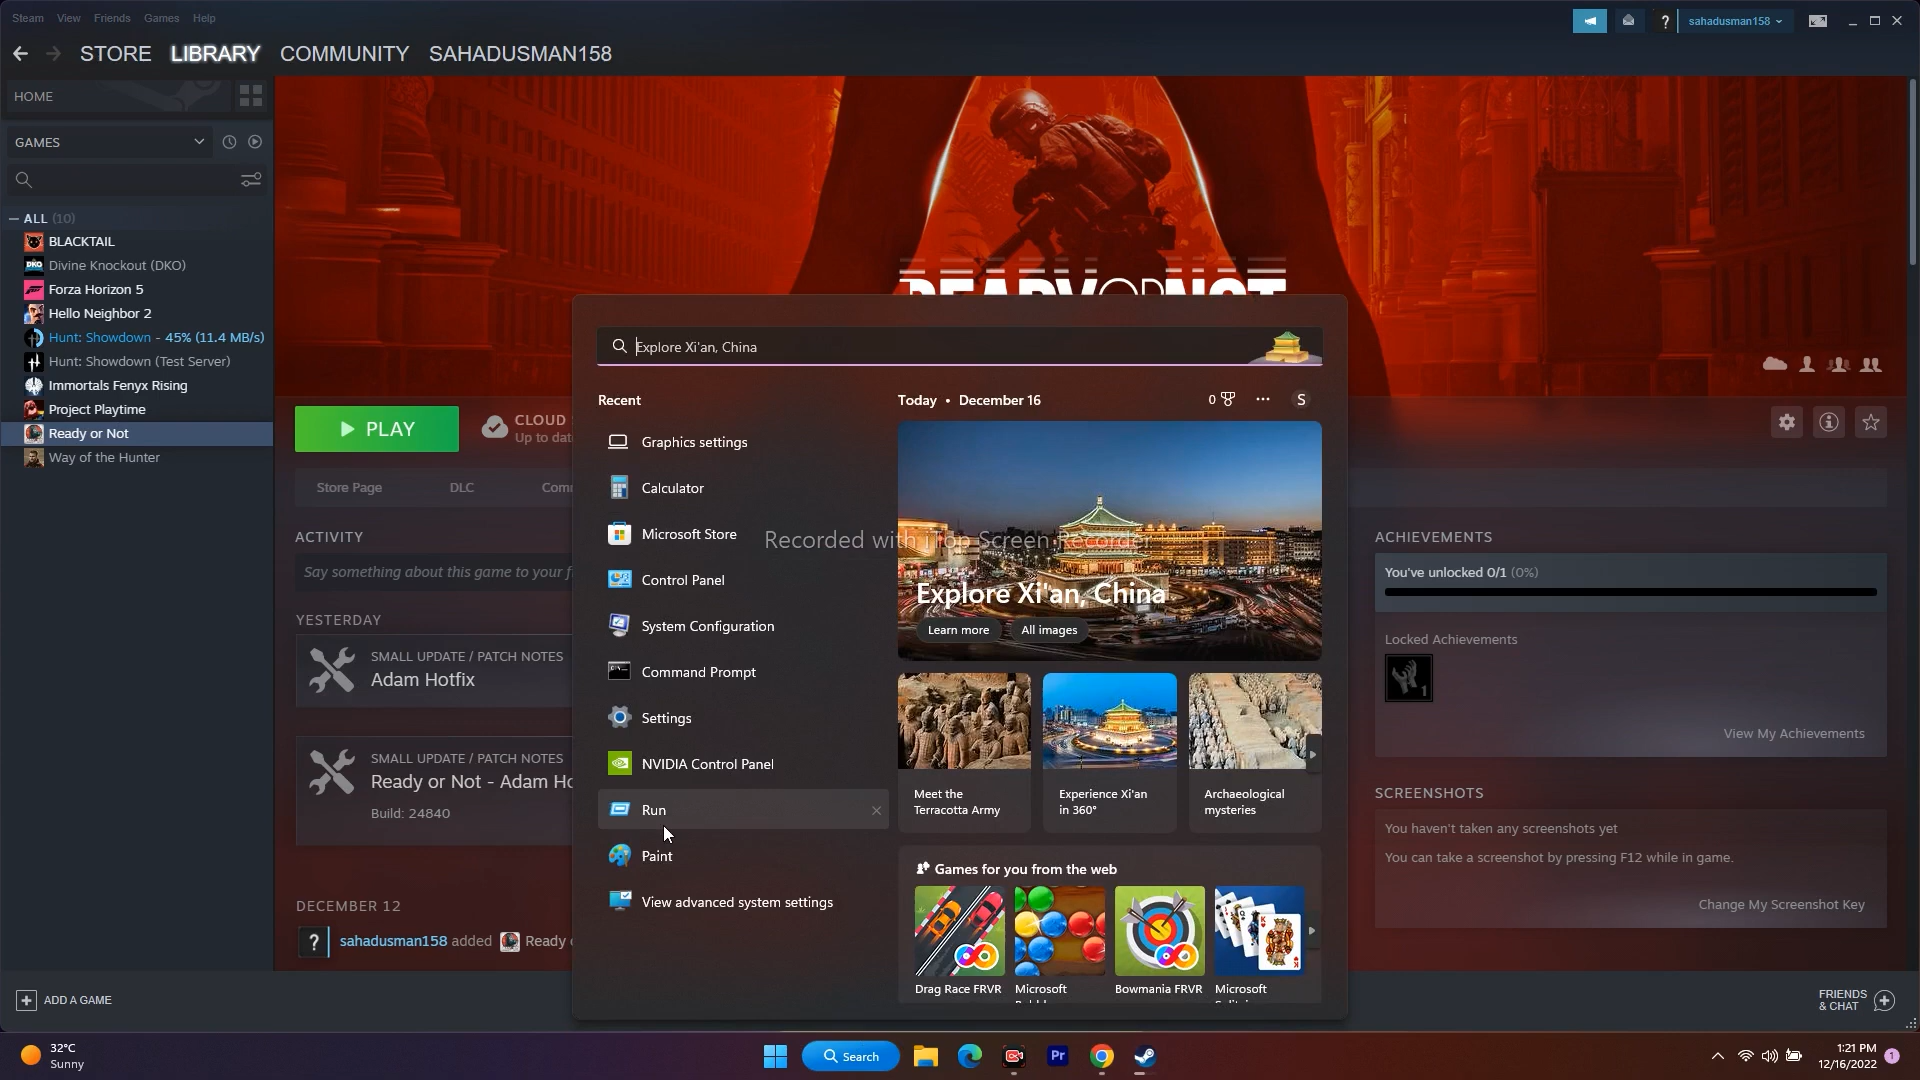 Steam View Friends Games Help
sahadusman158
STORE LIBRARY COMMUNITY SAHADUSMAN158
HOME
GAMES
ALL (10)
BLACKTAIL
Divine Knockout (DKO)
Forza Horizon 5
Hello Neighbor 2
Hunt: Showdown - 45% (11.4 MB/s)
Hunt: Showdown (Test Server)
Immortals Fenyx Rising
Project Playtime
Ready or Not
Way of the Hunter
ADD A GAME
READY OR NOT
PLAY
CLOUD
Up to dat
Store Page DLC Com
ACTIVITY
Say something about this game to your f
YESTERDAY
SMALL UPDATE / PATCH NOTES
Adam Hotfix
SMALL UPDATE / PATCH NOTES
Ready or Not - Adam Ho
Build: 24840
DECEMBER 12
sahadusman158 added Ready
Explore Xi'an, China
Recent
Graphics settings
Calculator
Microsoft Store
Control Panel
System Configuration
Command Prompt
Settings
NVIDIA Control Panel
Run
Paint
View advanced system settings
Today • December 16
0
S
Recorded with iTop Screen Recorder
Explore Xi'an, China
Learn more All images
Meet the
Terracotta Army
Experience Xi'an
in 360°
Archaeological
mysteries
Games for you from the web
Drag Race FRVR
Microsoft
Bowmania FRVR
Microsoft
ACHIEVEMENTS
You've unlocked 0/1 (0%)
Locked Achievements
1
View My Achievements
SCREENSHOTS
You haven't taken any screenshots yet
You can take a screenshot by pressing F12 while in game.
Change My Screenshot Key
FRIENDS
& CHAT
32°C
Sunny
Search
Pr
1:21 PM
12/16/2022
1